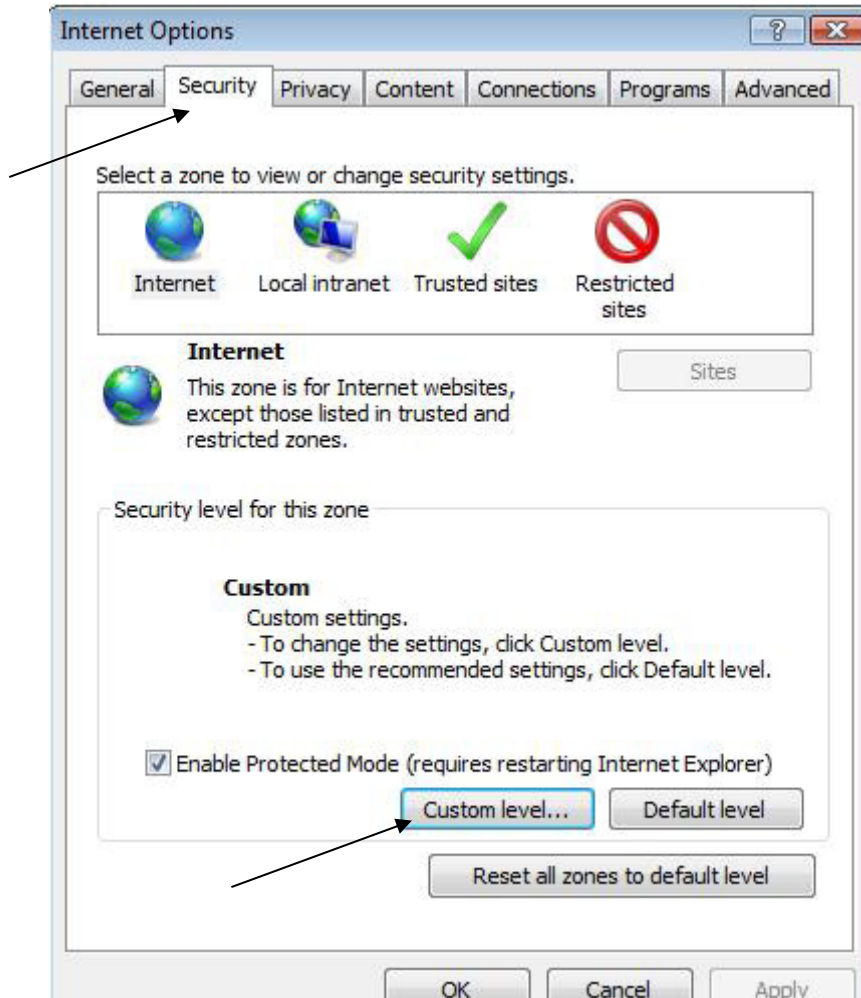 Internet Options
General Security Privacy Content Connections Programs Advanced
Select a zone to view or change security settings.
Internet Local intranet Trusted sites Restricted sites
Internet
Sites
This zone is for Internet websites,
except those listed in trusted and
restricted zones.
Security level for this zone
Custom
Custom settings.
- To change the settings, click Custom level.
- To use the recommended settings, click Default level.
Enable Protected Mode (requires restarting Internet Explorer)
Custom level... Default level
Reset all zones to default level
OK Cancel Apply